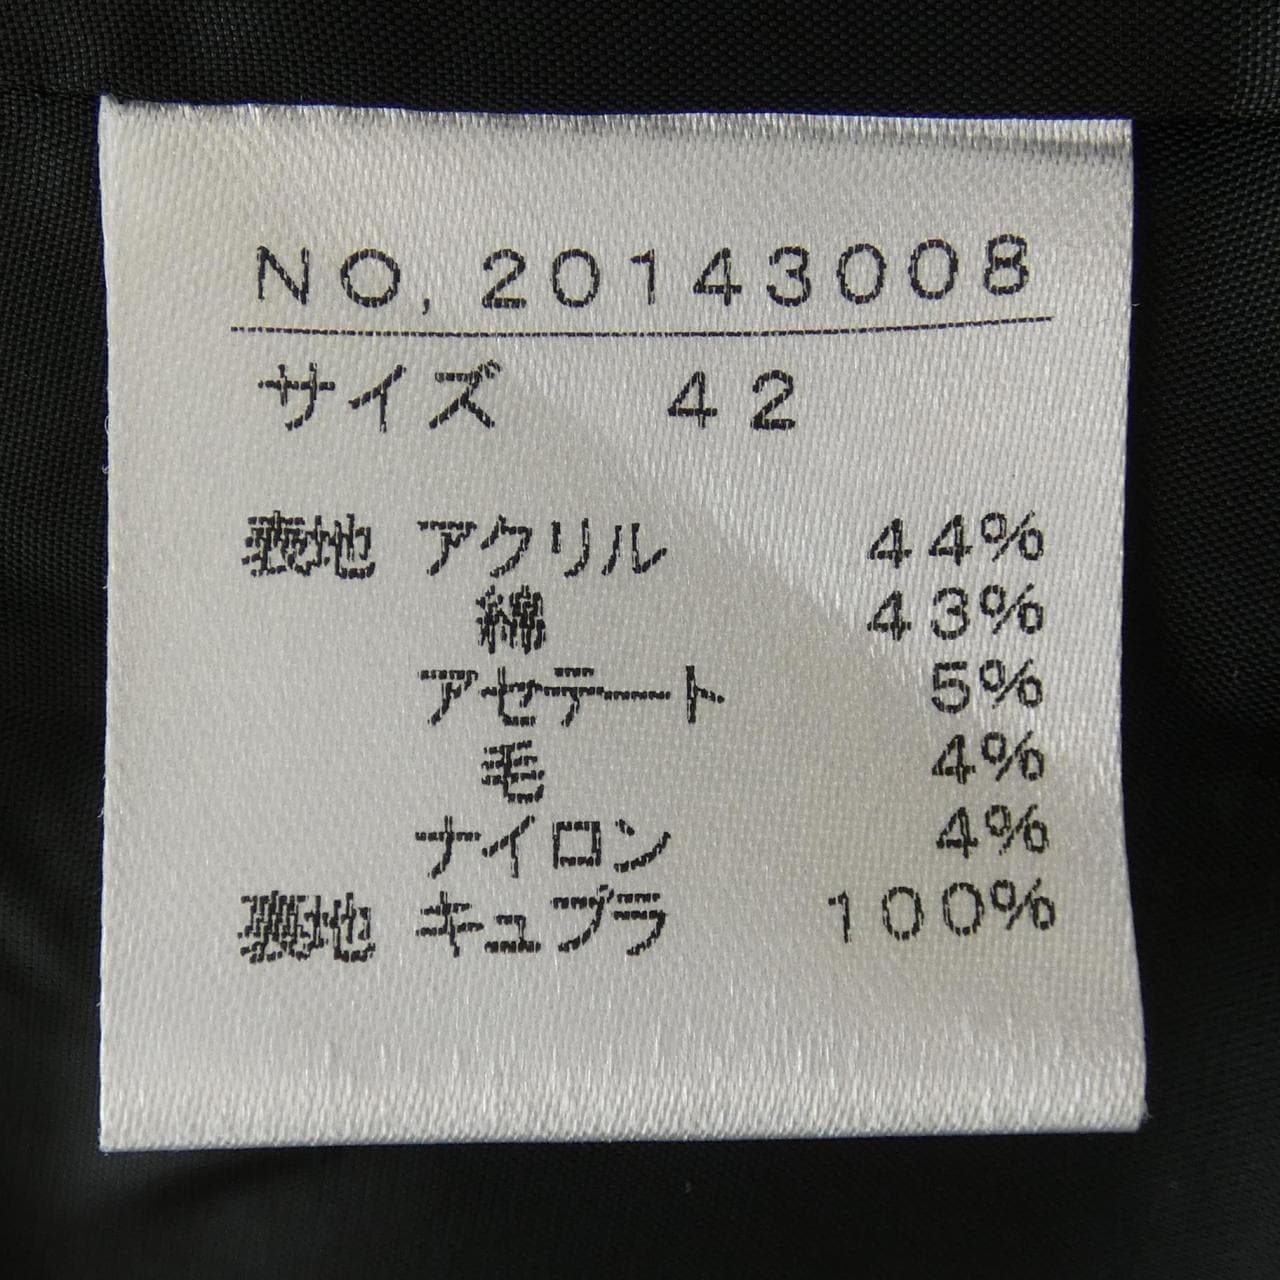 NO. 20143008
サイズ 42
表地 アクリル 44%
綿 43%
アセテート 5%
毛 4%
ナイロン 4%
裏地 キュプラ 100%